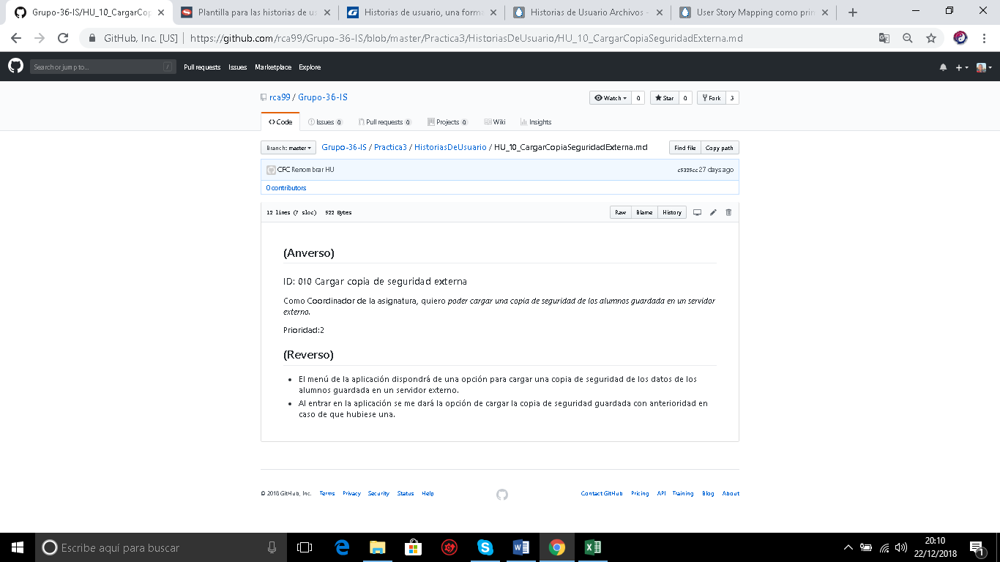 Grupo-36-IS/HU_10_CargarCop
Plantilla para las historias de us
Historias de usuario, una forma
Historias de Usuario Archivos -
User Story Mapping como prin
GitHub, Inc. [US] | https://github.com/rca99/Grupo-36-IS/blob/master/Practica3/HistoriasDeUsuario/HU_10_CargarCopiaSeguridadExterna.md
Search or jump to... /
Pull requests Issues Marketplace Explore
rca99 / Grupo-36-IS
Watch 0 Star 0 Fork 3
Code Issues 0 Pull requests 0 Projects 0 Wiki Insights
Branch: master Grupo-36-IS / Practica3 / HistoriasDeUsuario / HU_10_CargarCopiaSeguridadExterna.md Find file Copy path
CFC Renombrar HU c5325cc 27 days ago
0 contributors
12 lines (7 sloc) 522 Bytes Raw Blame History
(Anverso)
ID: 010 Cargar copia de seguridad externa
Como Coordinador de la asignatura, quiero poder cargar una copia de seguridad de los alumnos guardada en un servidor
externo.
Prioridad:2
(Reverso)
• El menú de la aplicación dispondrá de una opción para cargar una copia de seguridad de los datos de los
alumnos guardada en un servidor externo.
• Al entrar en la aplicación se me dará la opción de cargar la copia de seguridad guardada con anterioridad en
caso de que hubiese una.
© 2018 GitHub, Inc. Terms Privacy Security Status Help Contact GitHub Pricing API Training Blog About
Escribe aquí para buscar
20:10
22/12/2018
1